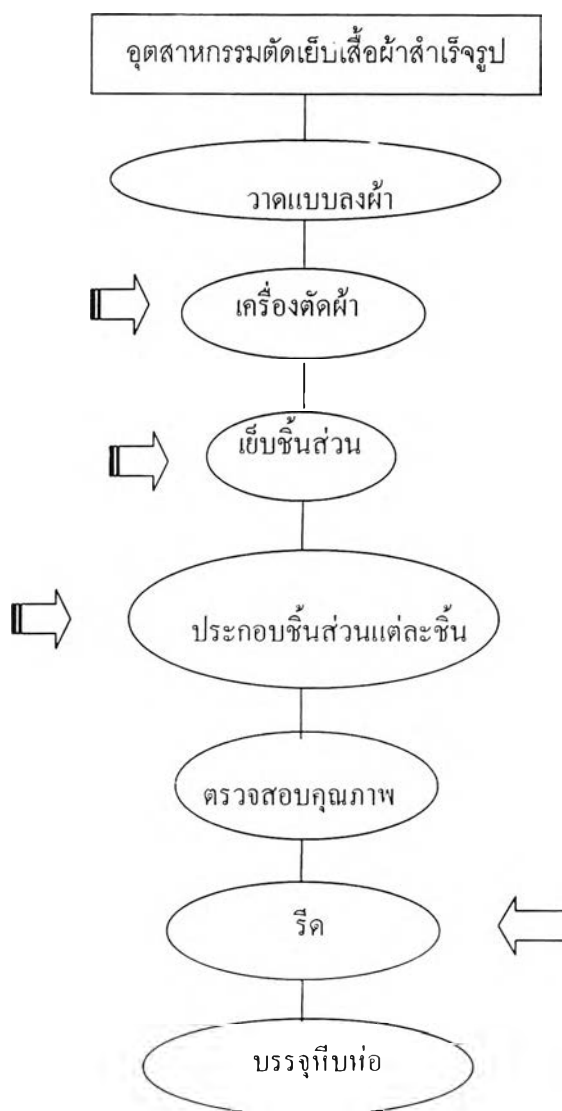 อุตสาหกรรมตัดเย็บเสื้อผ้าสำเร็จรูป
วาดแบบลงผ้า
เครื่องตัดผ้า
เย็บชิ้นส่วน
ประกอบชิ้นส่วนแต่ละชิ้น
ตรวจสอบคุณภาพ
รีด
บรรจุหีบห่อ